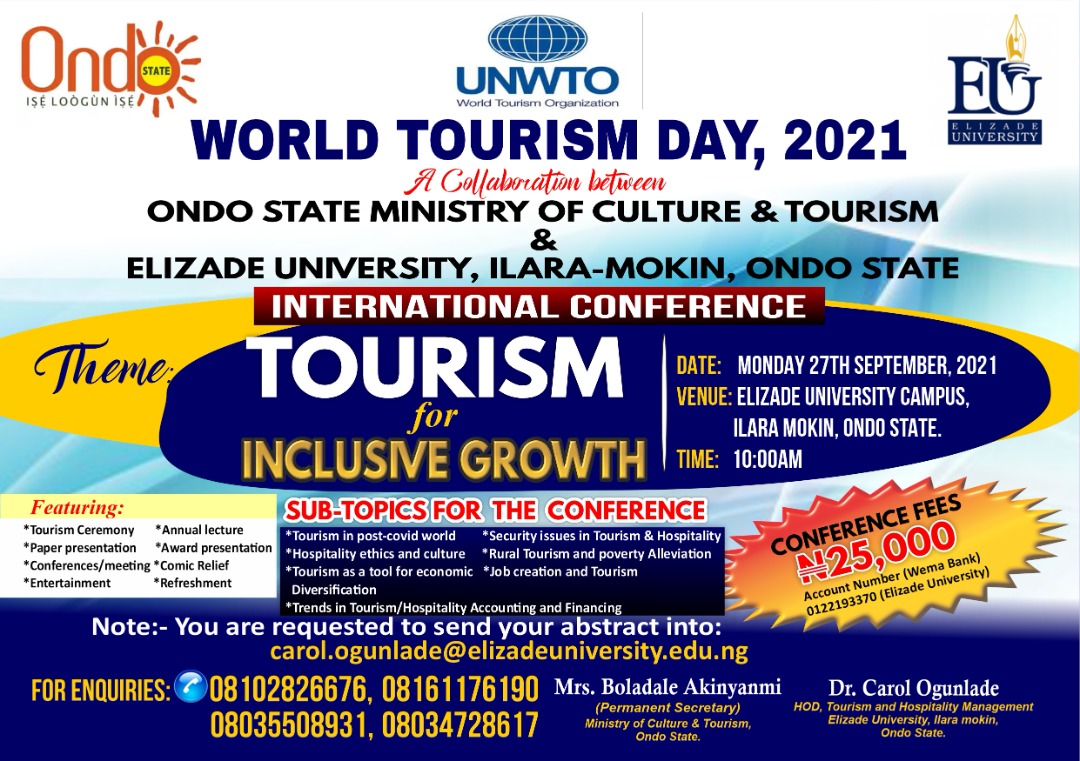 Ondo
STATE
IṢẸ́ LOÒGÙN ÌṢẸ́
UNWTO
World Tourism Organization
EU
ELIZADE
UNIVERSITY
WORLD TOURISM DAY, 2021
A Collaboration between
ONDO STATE MINISTRY OF CULTURE & TOURISM
&
ELIZADE UNIVERSITY, ILARA-MOKIN, ONDO STATE
INTERNATIONAL CONFERENCE
Theme:
TOURISM
for
INCLUSIVE GROWTH
DATE: MONDAY 27TH SEPTEMBER, 2021
VENUE: ELIZADE UNIVERSITY CAMPUS,
ILARA MOKIN, ONDO STATE.
TIME: 10:00AM
Featuring:
*Tourism Ceremony *Annual lecture
*Paper presentation *Award presentation
*Conferences/meeting *Comic Relief
*Entertainment *Refreshment
SUB-TOPICS FOR THE CONFERENCE
*Tourism in post-covid world *Security issues in Tourism & Hospitality
*Hospitality ethics and culture *Rural Tourism and poverty Alleviation
*Tourism as a tool for economic *Job creation and Tourism
Diversification
*Trends in Tourism/Hospitality Accounting and Financing
CONFERENCE FEES
₦25,000
Account Number (Wema Bank)
0122193370 (Elizade University)
Note:- You are requested to send your abstract into:
carol.ogunlade@elizadeuniversity.edu.ng
FOR ENQUIRIES: 08102826676, 08161176190
08035508931, 08034728617
Mrs. Boladale Akinyanmi
(Permanent Secretary)
Ministry of Culture & Tourism,
Ondo State.
Dr. Carol Ogunlade
HOD, Tourism and Hospitality Management
Elizade University, Ilara mokin,
Ondo State.